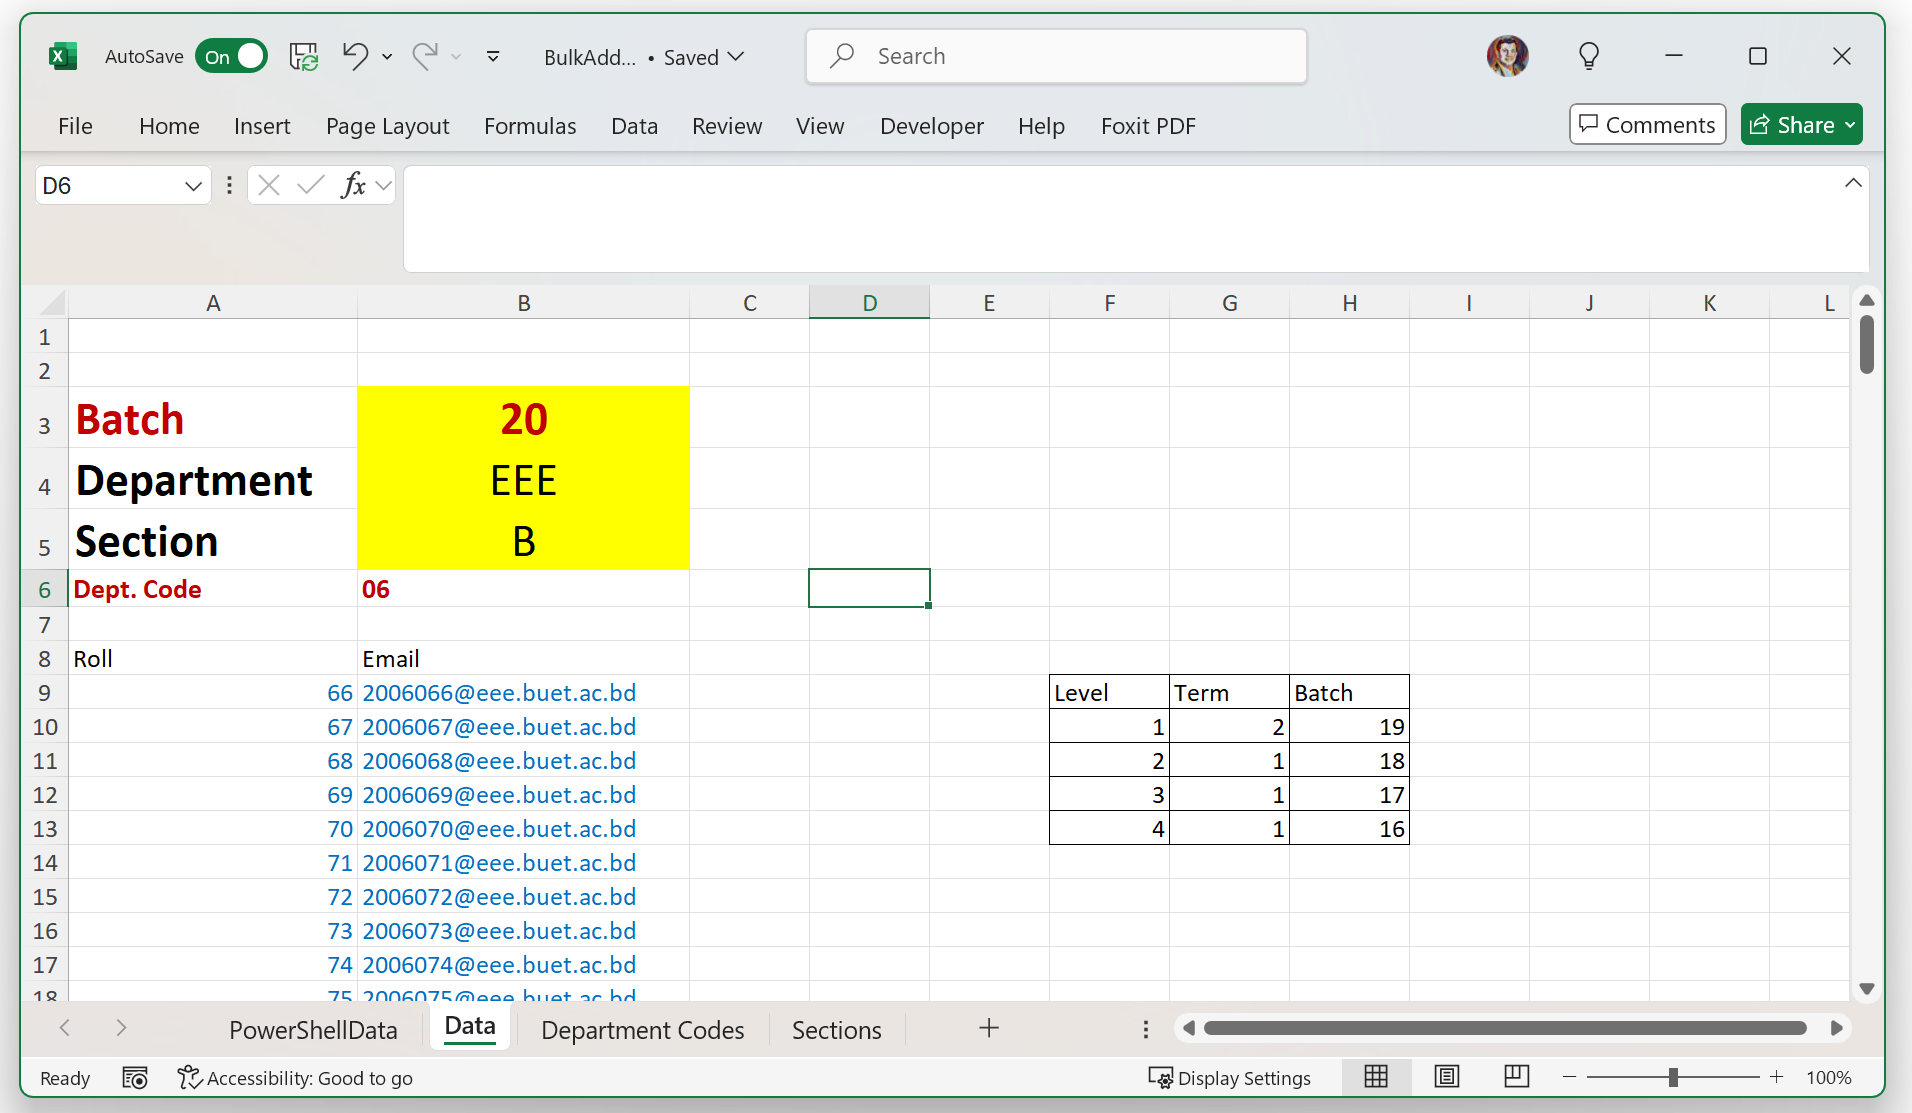 AutoSave On BulkAdd... • Saved Search
File Home Insert Page Layout Formulas Data Review View Developer Help Foxit PDF Comments Share
D6 fx
A B C D E F G H I J K L
1
2
3 Batch 20
4 Department EEE
5 Section B
6 Dept. Code 06
7
8 Roll Email
9 66 2006066@eee.buet.ac.bd Level Term Batch
10 67 2006067@eee.buet.ac.bd 1 2 19
11 68 2006068@eee.buet.ac.bd 2 1 18
12 69 2006069@eee.buet.ac.bd 3 1 17
13 70 2006070@eee.buet.ac.bd 4 1 16
14 71 2006071@eee.buet.ac.bd
15 72 2006072@eee.buet.ac.bd
16 73 2006073@eee.buet.ac.bd
17 74 2006074@eee.buet.ac.bd
18 75 2006075@eee.buet.ac.bd
PowerShellData Data Department Codes Sections
Ready Accessibility: Good to go Display Settings 100%